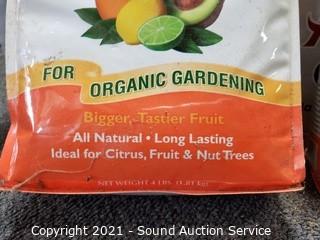 FOR ORGANIC GARDENING
Bigger, Tastier Fruit
All Natural • Long Lasting
Ideal for Citrus, Fruit & Nut Trees
NET WEIGHT 4 LBS. (1.81 kg)
Copyright 2021 - Sound Auction Service